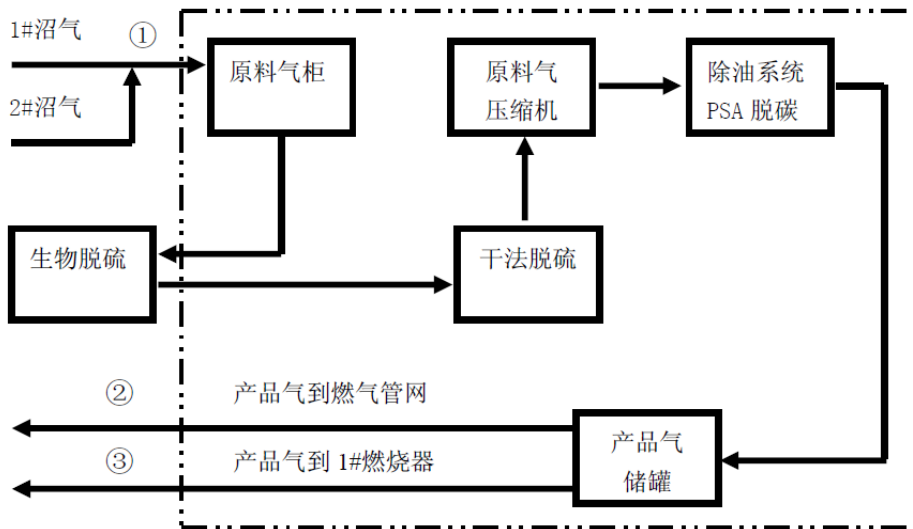 1#沼气
①
2#沼气
原料气柜
原料气
压缩机
除油系统
PSA 脱碳
生物脱硫
干法脱硫
②
产品气到燃气管网
③
产品气到 1#燃烧器
产品气
储罐